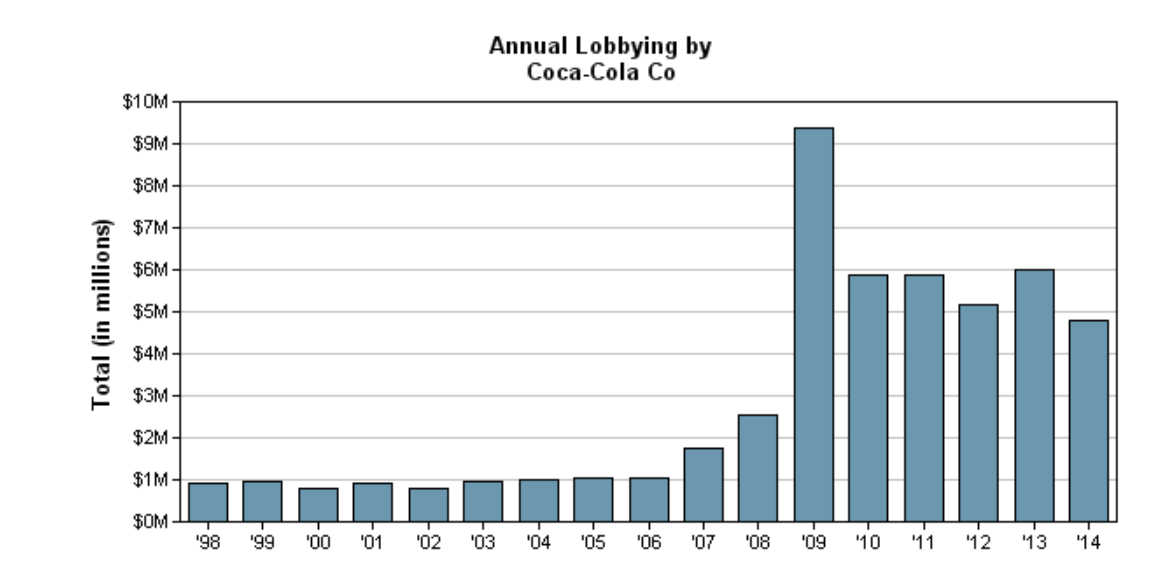 Annual Lobbying by
Coca-Cola Co
Total (in millions)
$10M
$9M
$8M
$7M
$6M
$5M
$4M
$3M
$2M
$1M
$0M
'98 '99 '00 '01 '02 '03 '04 '05 '06 '07 '08 '09 '10 '11 '12 '13 '14